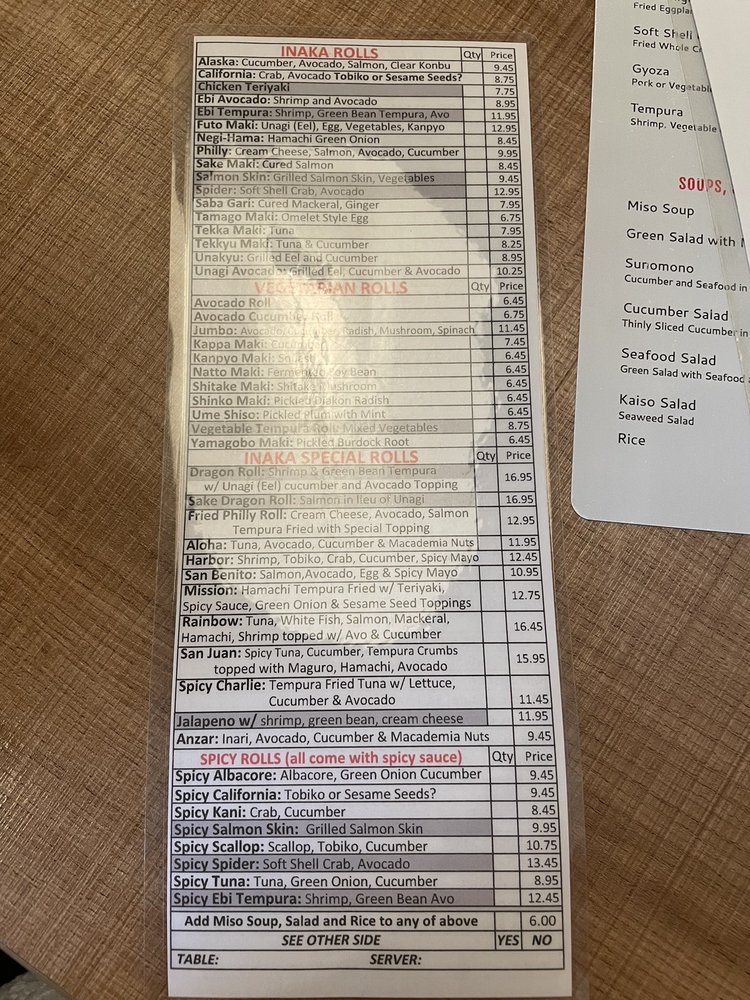 INAKA ROLLS Qty Price
Alaska: Cucumber, Avocado, Salmon, Clear Konbu 9.45
California: Crab, Avocado Tobiko or Sesame Seeds? 8.75
Chicken Teriyaki 7.75
Ebi Avocado: Shrimp and Avocado 8.95
Ebi Tempura: Shrimp, Green Bean Tempura, Avo 11.95
Futo Maki: Unagi (Eel), Egg, Vegetables, Kanpyo 12.95
Negi-Hama: Hamachi Green Onion 8.45
Philly: Cream Cheese, Salmon, Avocado, Cucumber 9.95
Sake Maki: Cured Salmon 8.45
Salmon Skin: Grilled Salmon Skin, Vegetables 9.45
Spider: Soft Shell Crab, Avocado 12.95
Saba Gari: Cured Mackeral, Ginger 7.95
Tamago Maki: Omelet Style Egg 6.75
Tekka Maki: Tuna 7.95
Tekkyu Maki: Tuna & Cucumber 8.25
Unakyu: Grilled Eel and Cucumber 8.95
Unagi Avocado: Grilled Eel, Cucumber & Avocado 10.25
VEGETARIAN ROLLS Qty Price
Avocado Roll 6.45
Avocado Cucumber Roll 6.75
Jumbo: Avocado, Cucumber, Radish, Mushroom, Spinach 11.45
Kappa Maki: Cucumber 7.45
Kanpyo Maki: 6.45
Natto Maki: Fermented Soy Bean 6.45
Shitake Maki: Shitake Mushroom 6.45
Shinko Maki: Pickled Diakon Radish 6.45
Ume Shiso: Pickled Plum with Mint 6.45
Vegetable Tempura Roll: Mixed Vegetables 8.75
Yamagobo Maki: Pickled Burdock Root 6.45
INAKA SPECIAL ROLLS Qty Price
Dragon Roll: Shrimp & Green Bean Tempura
w/ Unagi (Eel) cucumber and Avocado Topping 16.95
Sake Dragon Roll: Salmon in lieu of Unagi 16.95
Fried Philly Roll: Cream Cheese, Avocado, Salmon
Tempura Fried with Special Topping 12.95
Aloha: Tuna, Avocado, Cucumber & Macademia Nuts 11.95
Harbor: Shrimp, Tobiko, Crab, Cucumber, Spicy Mayo 12.45
San Benito: Salmon,Avocado, Egg & Spicy Mayo 10.95
Mission: Hamachi Tempura Fried w/ Teriyaki,
Spicy Sauce, Green Onion & Sesame Seed Toppings 12.75
Rainbow: Tuna, White Fish, Salmon, Mackeral,
Hamachi, Shrimp topped w/ Avo & Cucumber 16.45
San Juan: Spicy Tuna, Cucumber, Tempura Crumbs
topped with Maguro, Hamachi, Avocado 15.95
Spicy Charlie: Tempura Fried Tuna w/ Lettuce,
Cucumber & Avocado 11.45
Jalapeno w/ shrimp, green bean, cream cheese 11.95
Anzar: Inari, Avocado, Cucumber & Macademia Nuts 9.45
SPICY ROLLS (all come with spicy sauce) Qty Price
Spicy Albacore: Albacore, Green Onion Cucumber 9.45
Spicy California: Tobiko or Sesame Seeds? 9.45
Spicy Kani: Crab, Cucumber 8.45
Spicy Salmon Skin: Grilled Salmon Skin 9.95
Spicy Scallop: Scallop, Tobiko, Cucumber 10.75
Spicy Spider: Soft Shell Crab, Avocado 13.45
Spicy Tuna: Tuna, Green Onion, Cucumber 8.95
Spicy Ebi Tempura: Shrimp, Green Bean Avo 12.45
Add Miso Soup, Salad and Rice to any of above 6.00
SEE OTHER SIDE YES NO
TABLE: SERVER:
Fried
Soft Shell
Fried Whole
Gyoza
Pork or
Tempura
Shrimp, Vegetable
SOUPS,
Miso Soup
Green Salad with
Sunomono
Cucumber and Seafood in
Cucumber Salad
Thinly Sliced Cucumber in
Seafood Salad
Green Salad with Seafood
Kaiso Salad
Seaweed Salad
Rice